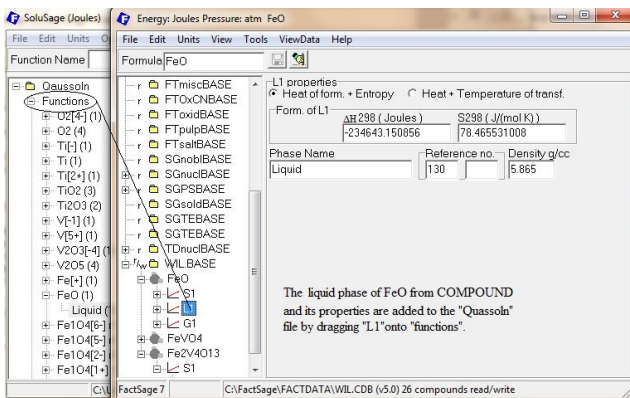 SoluSage (Joules)
File Edit Units
Function Name
Qaussoln
Functions
O2[4-] (1)
O2 (4)
Ti[-] (1)
Ti (1)
Ti[2+] (1)
TiO2 (3)
Ti2O3 (2)
V[-1] (1)
V[5+] (1)
V2O3[-4] (1
V2O5 (4)
Fe[+] (1)
FeO (1)
Liquid (
Fe1O4[6-]
Fe1O4[5-]
Fe1O4[2-]
Fe1O4[1+]
Energy: Joules Pressure: atm FeO
File Edit Units View Tools ViewData Help
Formula FeO
r FTmiscBASE
r FTOxCNBASE
r FToxidBASE
r FTpulpBASE
r FTsaltBASE
r SGnoblBASE
r SGnuclBASE
r SGPSBASE
r SGsoldBASE
r SGTEBASE
r SGTEBASE
r TDnuclBASE
r/w WILBASE
FeO
S1
G1
FeVO4
Fe2V4O13
S1
L1 properties
Heat of form. + Entropy Heat + Temperature of transf.
Form. of L1
ΔH298 ( Joules ) S298 ( J/(mol K) )
-234643.150856 78.465531008
Phase Name Reference no. Density g/cc
Liquid 130 5.865
The liquid phase of FeO from COMPOUND
and its properties are added to the "Quassoln"
file by dragging "L1"onto "functions".
FactSage 7 C:\FactSage\FACTDATA\WIL.CDB (v5.0) 26 compounds read/write